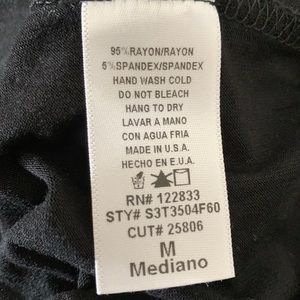 95%RAYON/RAYON
5%SPANDEX/SPANDEX
HAND WASH COLD
DO NOT BLEACH
HANG TO DRY
LAVAR A MANO
CON AGUA FRIA
MADE IN U.S.A.
HECHO EN E.U.A.
RN# 122833
STY# S3T3504F60
CUT# 25806
M
Mediano